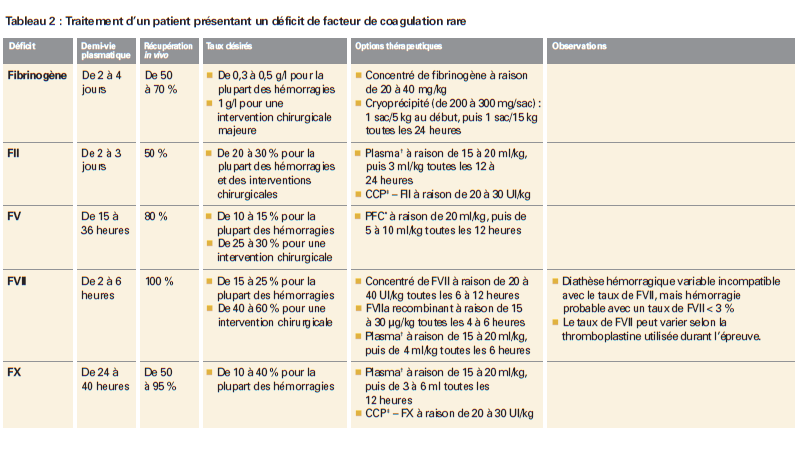 Tableau 2 : Traitement d'un patient présentant un déficit de facteur de coagulation rare
Déficit
Demi-vie
plasmatique
Récupération
in vivo
Taux désirés
Options thérapeutiques
Observations
Fibrinogène
De 2 à 4
jours
De 50
à 70 %
De 0,3 à 0,5 g/l pour la
plupart des hémorragies
1 g/l pour une
intervention chirurgicale
majeure
Concentré de fibrinogène à raison
de 20 à 40 mg/kg
Cryoprécipité (de 200 à 300 mg/sac) :
1 sac/5 kg au début, puis 1 sac/15 kg
toutes les 24 heures
FII
De 2 à 3
jours
50 %
De 20 à 30 % pour la
plupart des hémorragies
et des interventions
chirurgicales
Plasma† à raison de 15 à 20 ml/kg,
puis 3 ml/kg toutes les 12 à
24 heures
CCP‡ – FII à raison de 20 à 30 UI/kg
FV
De 15 à
36 heures
80 %
De 10 à 15 % pour la
plupart des hémorragies
De 25 à 30 % pour une
intervention chirurgicale
PFC* à raison de 20 ml/kg, puis de
5 à 10 ml/kg toutes les 12 heures
FVII
De 2 à 6
heures
100 %
De 15 à 25 % pour la
plupart des hémorragies
De 40 à 60 % pour une
intervention chirurgicale
Concentré de FVII à raison de 20 à
40 UI/kg toutes les 6 à 12 heures
FVIIa recombinant à raison de 15
à 30 µg/kg toutes les 4 à 6 heures
Plasma† à raison de 15 à 20 ml/kg,
puis de 4 ml/kg toutes les 6 heures
Diathèse hémorragique variable incompatible
avec le taux de FVII, mais hémorragie
probable avec un taux de FVII < 3 %
Le taux de FVII peut varier selon la
thromboplastine utilisée durant l'épreuve.
FX
De 24 à
40 heures
De 50
à 95 %
De 10 à 40 % pour la
plupart des hémorragies
Plasma† à raison de 15 à 20 ml/kg,
puis de 3 à 6 ml toutes les
12 heures
CCP‡ – FX à raison de 20 à 30 UI/kg